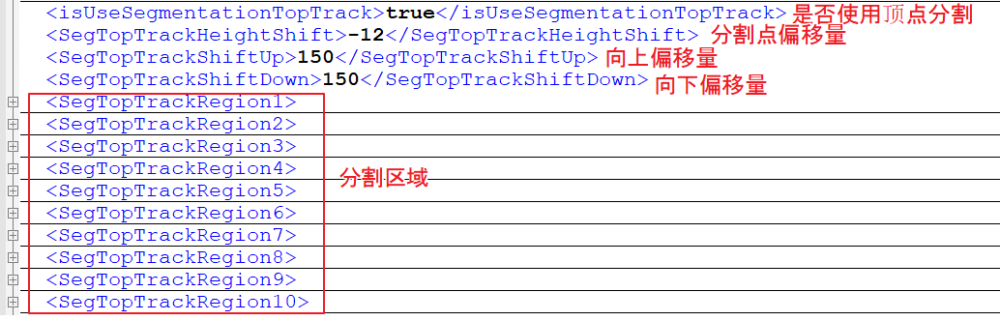 <isUseSegmentationTopTrack>true</isUseSegmentationTopTrack> 是否使用顶点分割
<SegTopTrackHeightShift>-12</SegTopTrackHeightShift> 分割点偏移量
<SegTopTrackShiftUp>150</SegTopTrackShiftUp> 向上偏移量
<SegTopTrackShiftDown>150</SegTopTrackShiftDown> 向下偏移量
<SegTopTrackRegion1>
<SegTopTrackRegion2>
<SegTopTrackRegion3>
<SegTopTrackRegion4>
分割区域
<SegTopTrackRegion5>
<SegTopTrackRegion6>
<SegTopTrackRegion7>
<SegTopTrackRegion8>
<SegTopTrackRegion9>
<SegTopTrackRegion10>